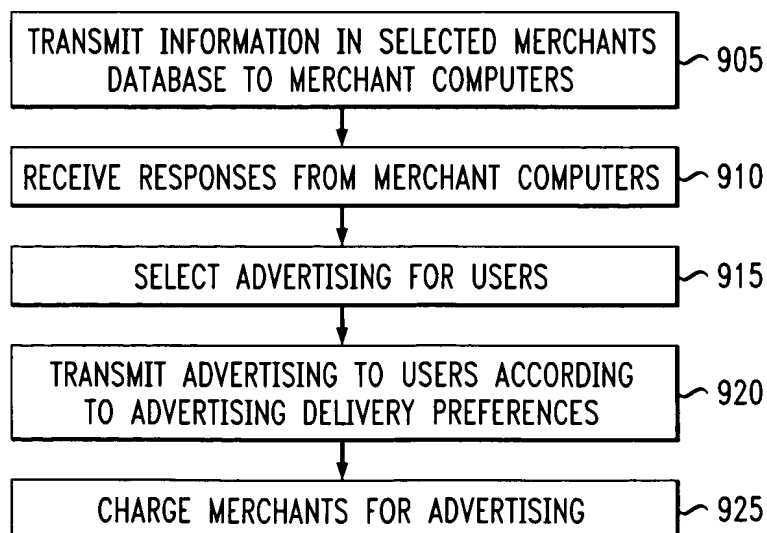 TRANSMIT INFORMATION IN SELECTED MERCHANTS
DATABASE TO MERCHANT COMPUTERS
905
RECEIVE RESPONSES FROM MERCHANT COMPUTERS
910
SELECT ADVERTISING FOR USERS
915
TRANSMIT ADVERTISING TO USERS ACCORDING
TO ADVERTISING DELIVERY PREFERENCES
920
CHARGE MERCHANTS FOR ADVERTISING
925